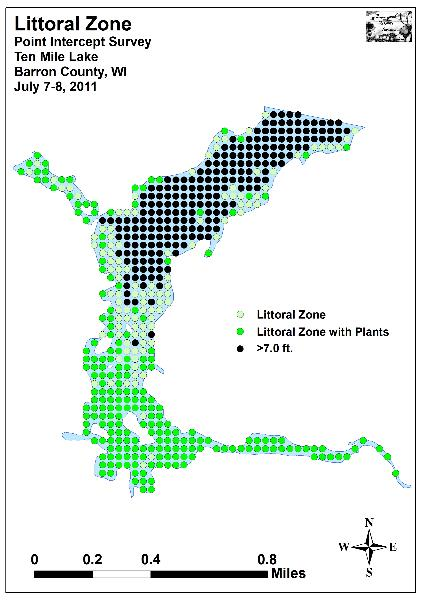 Littoral Zone
Point Intercept Survey
Ten Mile Lake
Barron County, WI
July 7-8, 2011
Littoral Zone
Littoral Zone with Plants
>7.0 ft.
N
W E
S
0 0.2 0.4 0.8
Miles